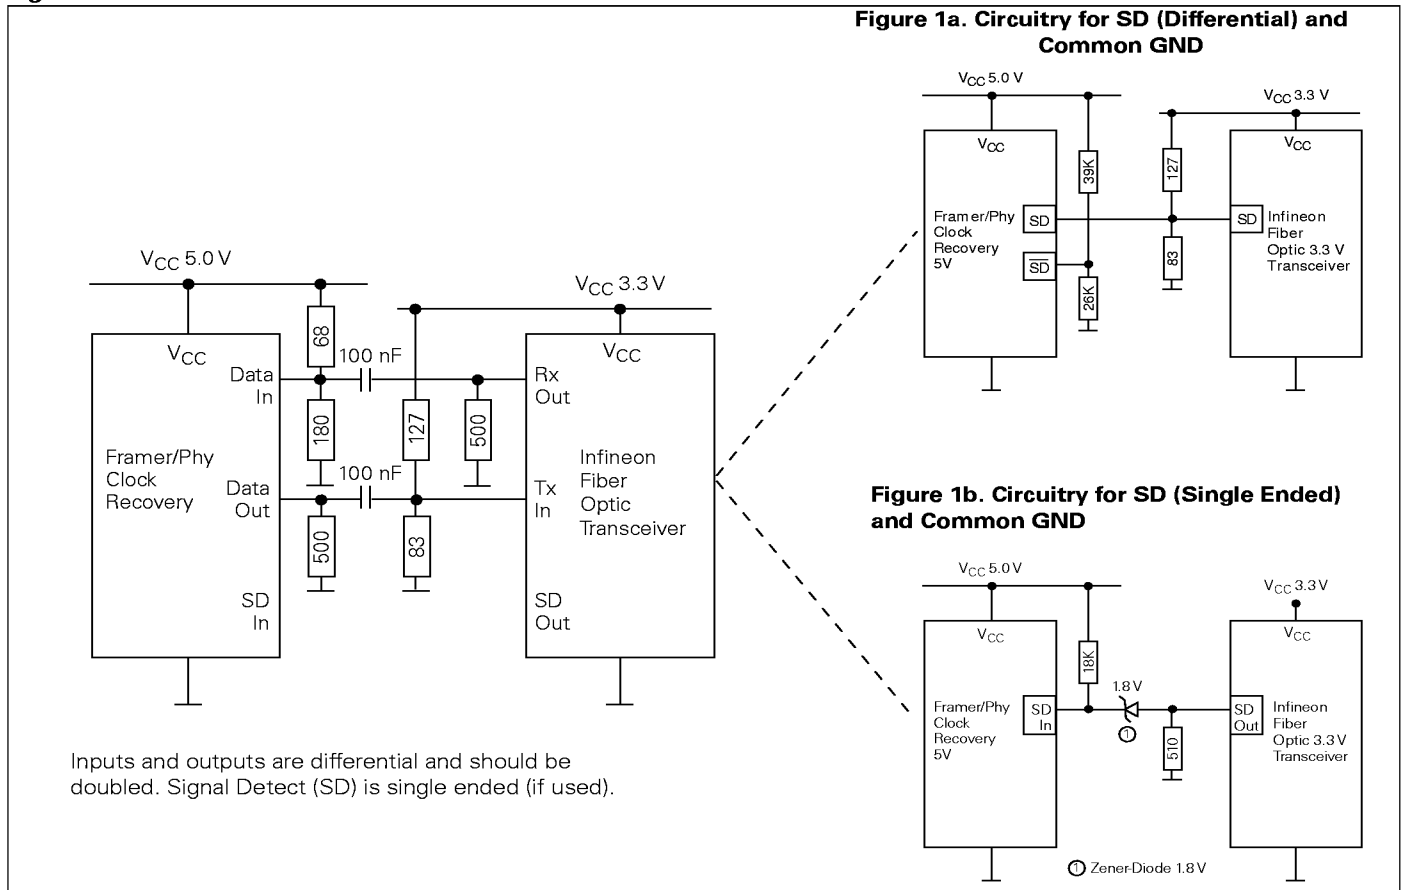 Figure 1a. Circuitry for SD (Differential) and
Common GND
VCC 5.0 V
VCC 3.3 V
VCC
VCC
39K
127
Framer/Phy
Clock
Recovery
5V
SD
SD
SD
Infineon
Fiber
Optic 3.3 V
Transceiver
83
26K
VCC 5.0 V
VCC 3.3 V
68
VCC
100 nF
VCC
Data
In
Rx
Out
180
127
500
Framer/Phy
Clock
Recovery
100 nF
Infineon
Fiber
Optic
Transceiver
Data
Out
Tx
In
500
83
SD
In
SD
Out
Inputs and outputs are differential and should be
doubled. Signal Detect (SD) is single ended (if used).
Figure 1b. Circuitry for SD (Single Ended)
and Common GND
VCC 5.0 V
VCC 3.3 V
VCC
VCC
18K
1.8 V
Framer/Phy
Clock
Recovery
5V
SD
In
1
510
SD
Out
Infineon
Fiber
Optic 3.3 V
Transceiver
1 Zener-Diode 1.8 V